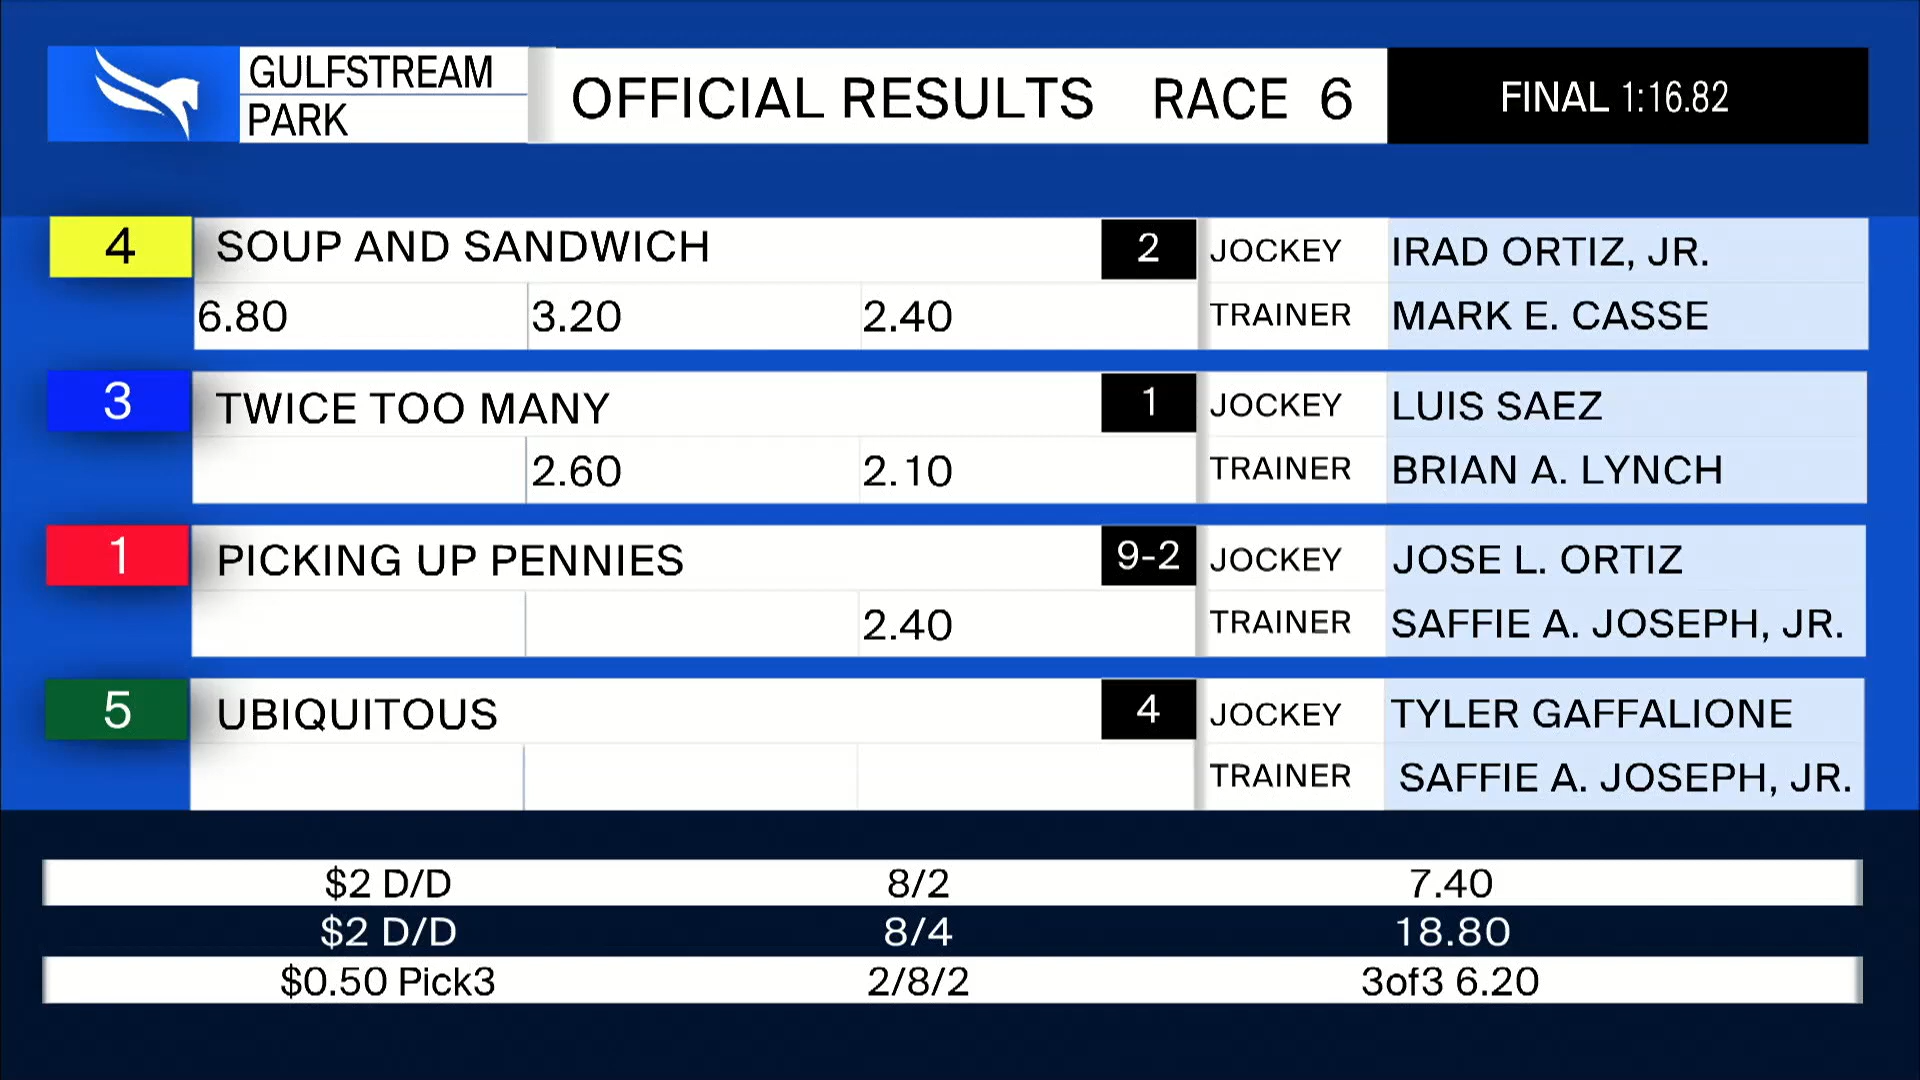 GULFSTREAM
PARK
OFFICIAL RESULTS RACE 6
FINAL 1:16.82
4 SOUP AND SANDWICH 2 JOCKEY IRAD ORTIZ, JR.
6.80 3.20 2.40 TRAINER MARK E. CASSE
3 TWICE TOO MANY 1 JOCKEY LUIS SAEZ
2.60 2.10 TRAINER BRIAN A. LYNCH
1 PICKING UP PENNIES 9-2 JOCKEY JOSE L. ORTIZ
2.40 TRAINER SAFFIE A. JOSEPH, JR.
5 UBIQUITOUS 4 JOCKEY TYLER GAFFALIONE
TRAINER SAFFIE A. JOSEPH, JR.
$2 D/D 8/2 7.40
$2 D/D 8/4 18.80
$0.50 Pick3 2/8/2 3of3 6.20